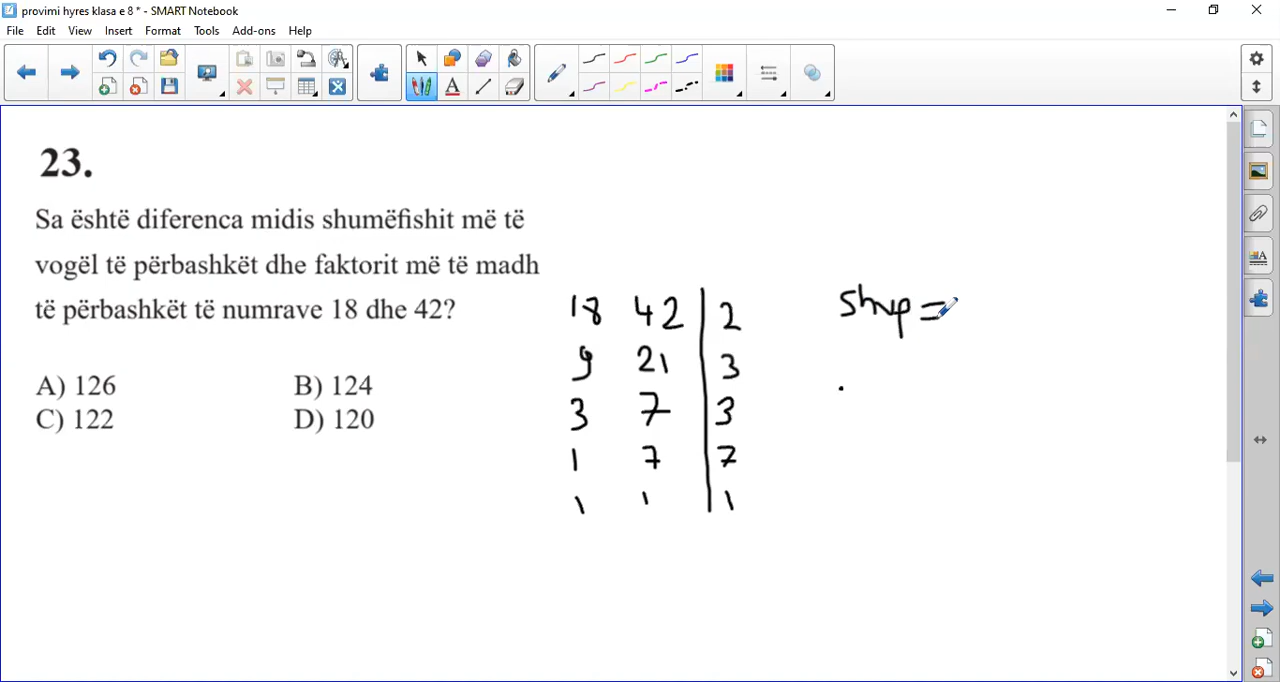 provimi hyres klasa e 8 * - SMART Notebook
File Edit View Insert Format Tools Add-ons Help
23.
Sa është diferenca midis shumëfishit më të
vogël të përbashkët dhe faktorit më të madh
të përbashkët të numrave 18 dhe 42?
A) 126 B) 124
C) 122 D) 120
18 42 2
9 21 3
3 7 3
1 7 7
1 1 1
Shvp =